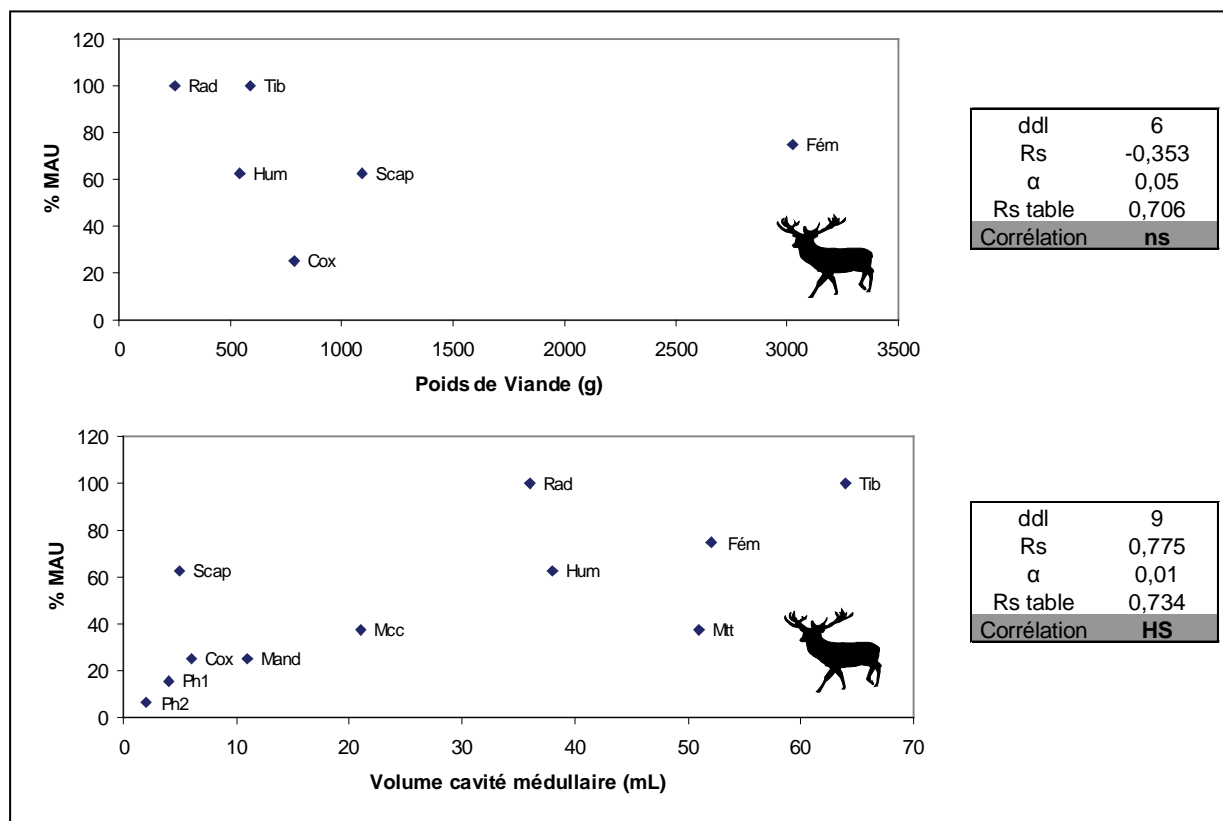 % MAU
120
100
80
60
40
20
0
Rad
Tib
Fém
Hum
Scap
Cox
0 500 1000 1500 2000 2500 3000 3500
Poids de Viande (g)
ddl 6
Rs -0,353
α 0,05
Rs table 0,706
Corrélation ns
% MAU
120
100
80
60
40
20
0
Rad
Tib
Fém
Scap
Hum
Mcc
Mtt
Cox
Mand
Ph1
Ph2
0 10 20 30 40 50 60 70
Volume cavité médullaire (mL)
ddl 9
Rs 0,775
α 0,01
Rs table 0,734
Corrélation HS